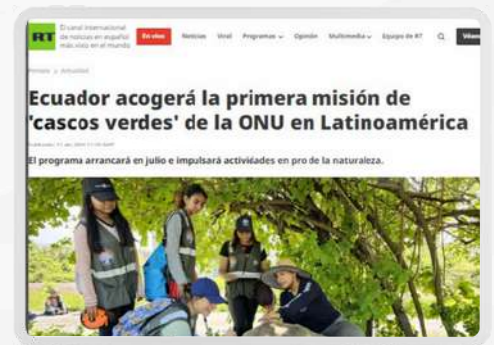 RT
El canal internacional
de noticias en español
más visto en el mundo
En vivo Noticias Viral Programas Opinión Multimedia Equipo de RT
Actualidad
Ecuador acogerá la primera misión de
'cascos verdes' de la ONU en Latinoamérica
El programa arrancará en julio e impulsará actividades en pro de la naturaleza.